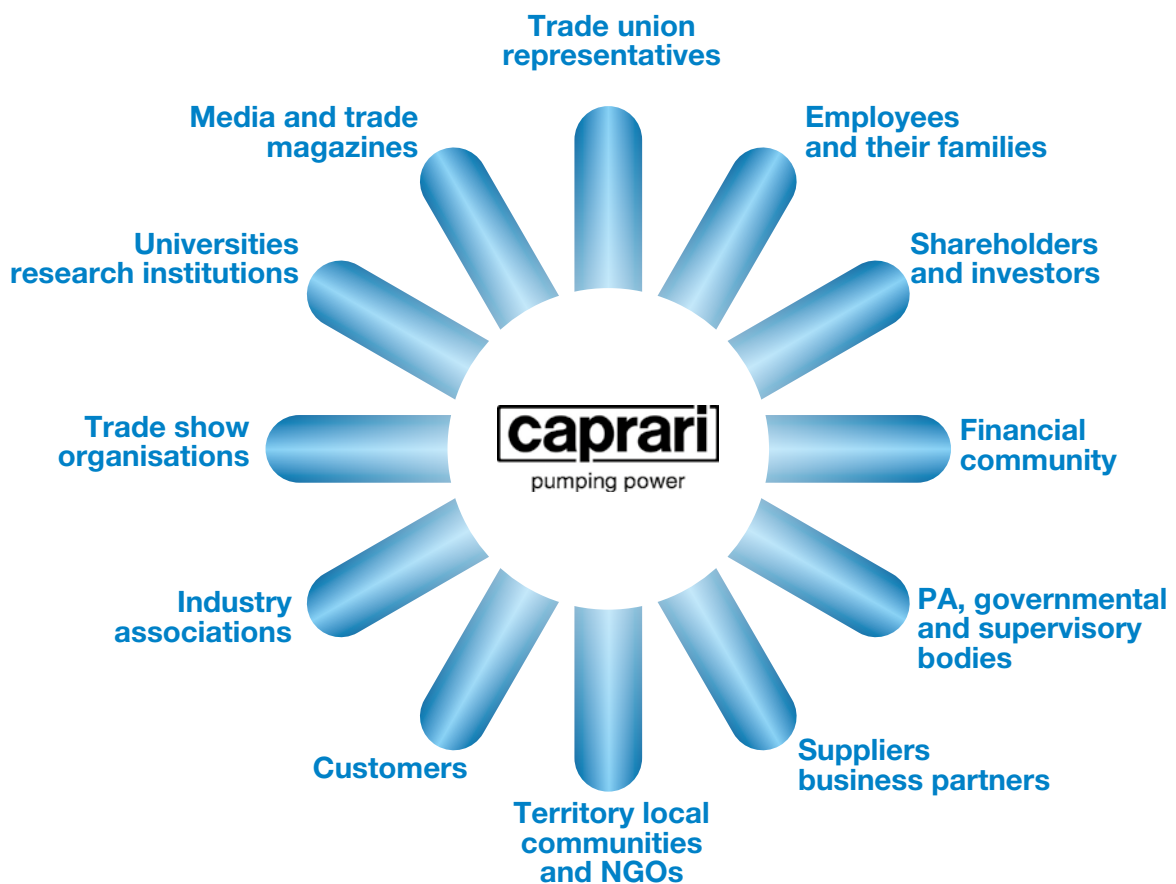 Trade union
representatives
Media and trade
magazines
Employees
and their families
Universities
research institutions
Shareholders
and investors
Trade show
organisations
caprari
pumping power
Financial
community
Industry
associations
PA, governmental
and supervisory
bodies
Customers
Suppliers
business partners
Territory local
communities
and NGOs